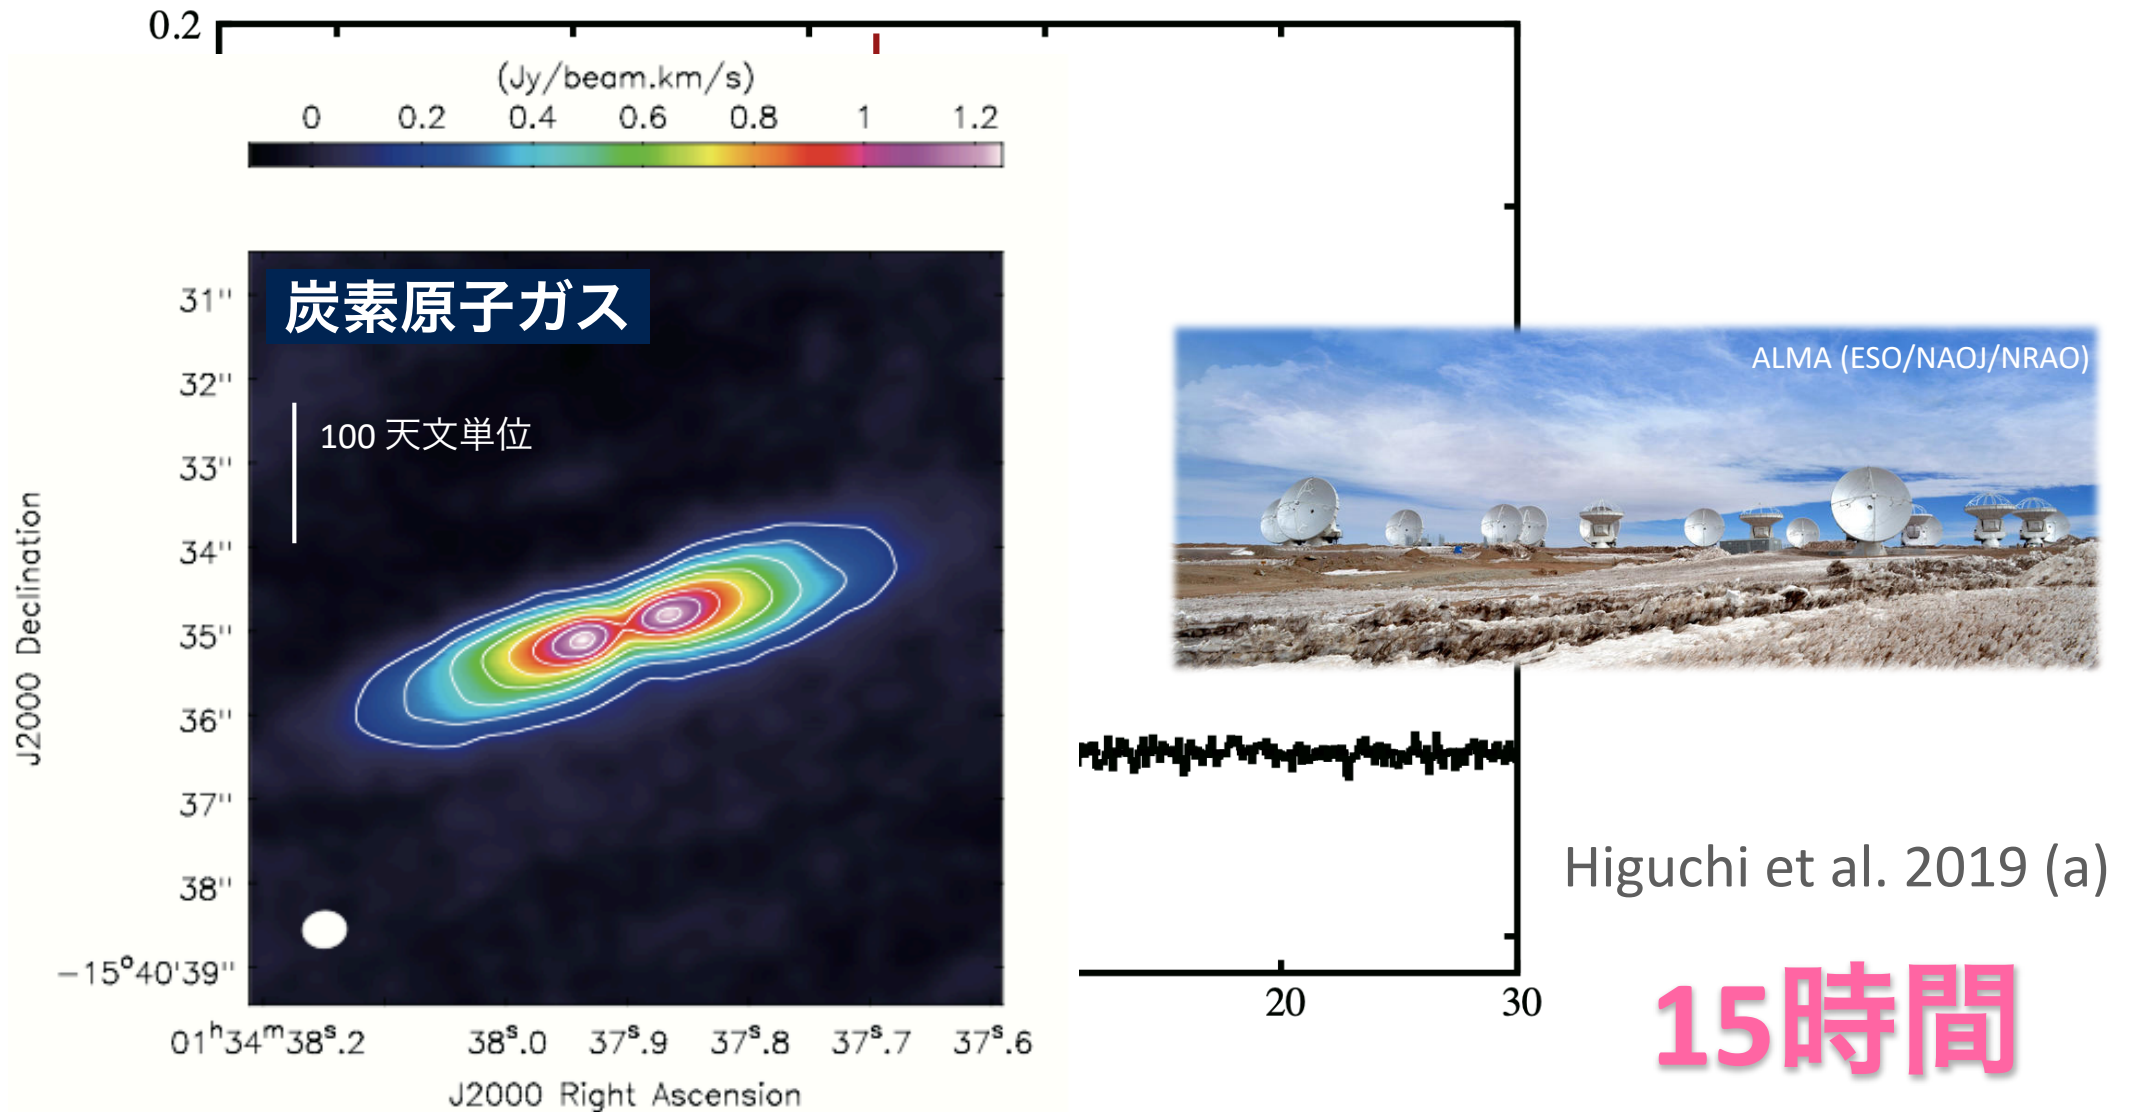 0.2
(Jy/beam.km/s)
0 0.2 0.4 0.6 0.8 1 1.2
炭素原子ガス
100 天文単位
31"
32"
33"
34"
35"
36"
37"
38"
−15°40'39"
J2000 Declination
01ʰ34ᵐ38ˢ.2 38ˢ.0 37ˢ.9 37ˢ.8 37ˢ.7 37ˢ.6
J2000 Right Ascension
ALMA (ESO/NAOJ/NRAO)
20 30
Higuchi et al. 2019 (a)
15時間